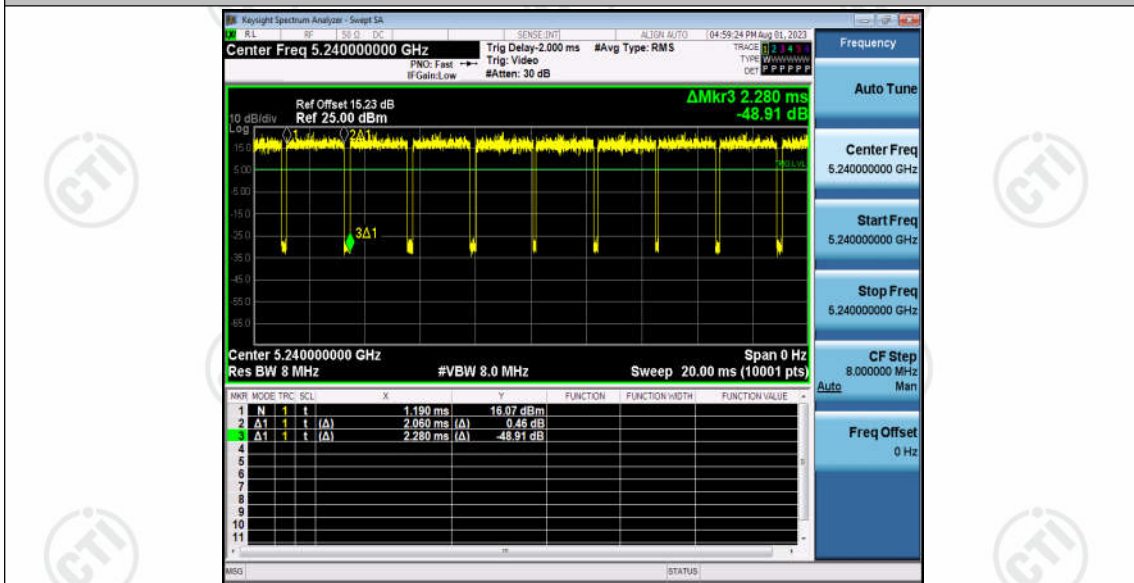 Keysight Spectrum Analyzer - Swept SA
RL RF 50 Ω DC SENSE:INT ALIGN AUTO 04:59:24 PM Aug 01, 2023
Center Freq 5.240000000 GHz
PNO: Fast
IFGain:Low
Trig Delay-2.000 ms
Trig: Video
#Atten: 30 dB
#Avg Type: RMS
TRACE 1 2 3 4 5 6
TYPE WWWWWW
DET P P P P P P
ΔMkr3 2.280 ms
-48.91 dB
Ref Offset 15.23 dB
10 dB/div Ref 25.00 dBm
Log
1 2Δ1
15.0
5.00
-5.00
-15.0
-25.0
-35.0
-45.0
-55.0
-65.0
3Δ1
Center 5.240000000 GHz Span 0 Hz
Res BW 8 MHz #VBW 8.0 MHz Sweep 20.00 ms (10001 pts)
MKR MODE TRC SCL X Y FUNCTION FUNCTION WIDTH FUNCTION VALUE
1 N 1 t 1.190 ms 16.07 dBm
2 Δ1 1 t (Δ) 2.060 ms (Δ) 0.46 dB
3 Δ1 1 t (Δ) 2.280 ms (Δ) -48.91 dB
4
5
6
7
8
9
10
11
MSG STATUS
Frequency
Auto Tune
Center Freq
5.240000000 GHz
Start Freq
5.240000000 GHz
Stop Freq
5.240000000 GHz
CF Step
8.000000 MHz
Auto Man
Freq Offset
0 Hz
CTI
CTI
CTI
CTI